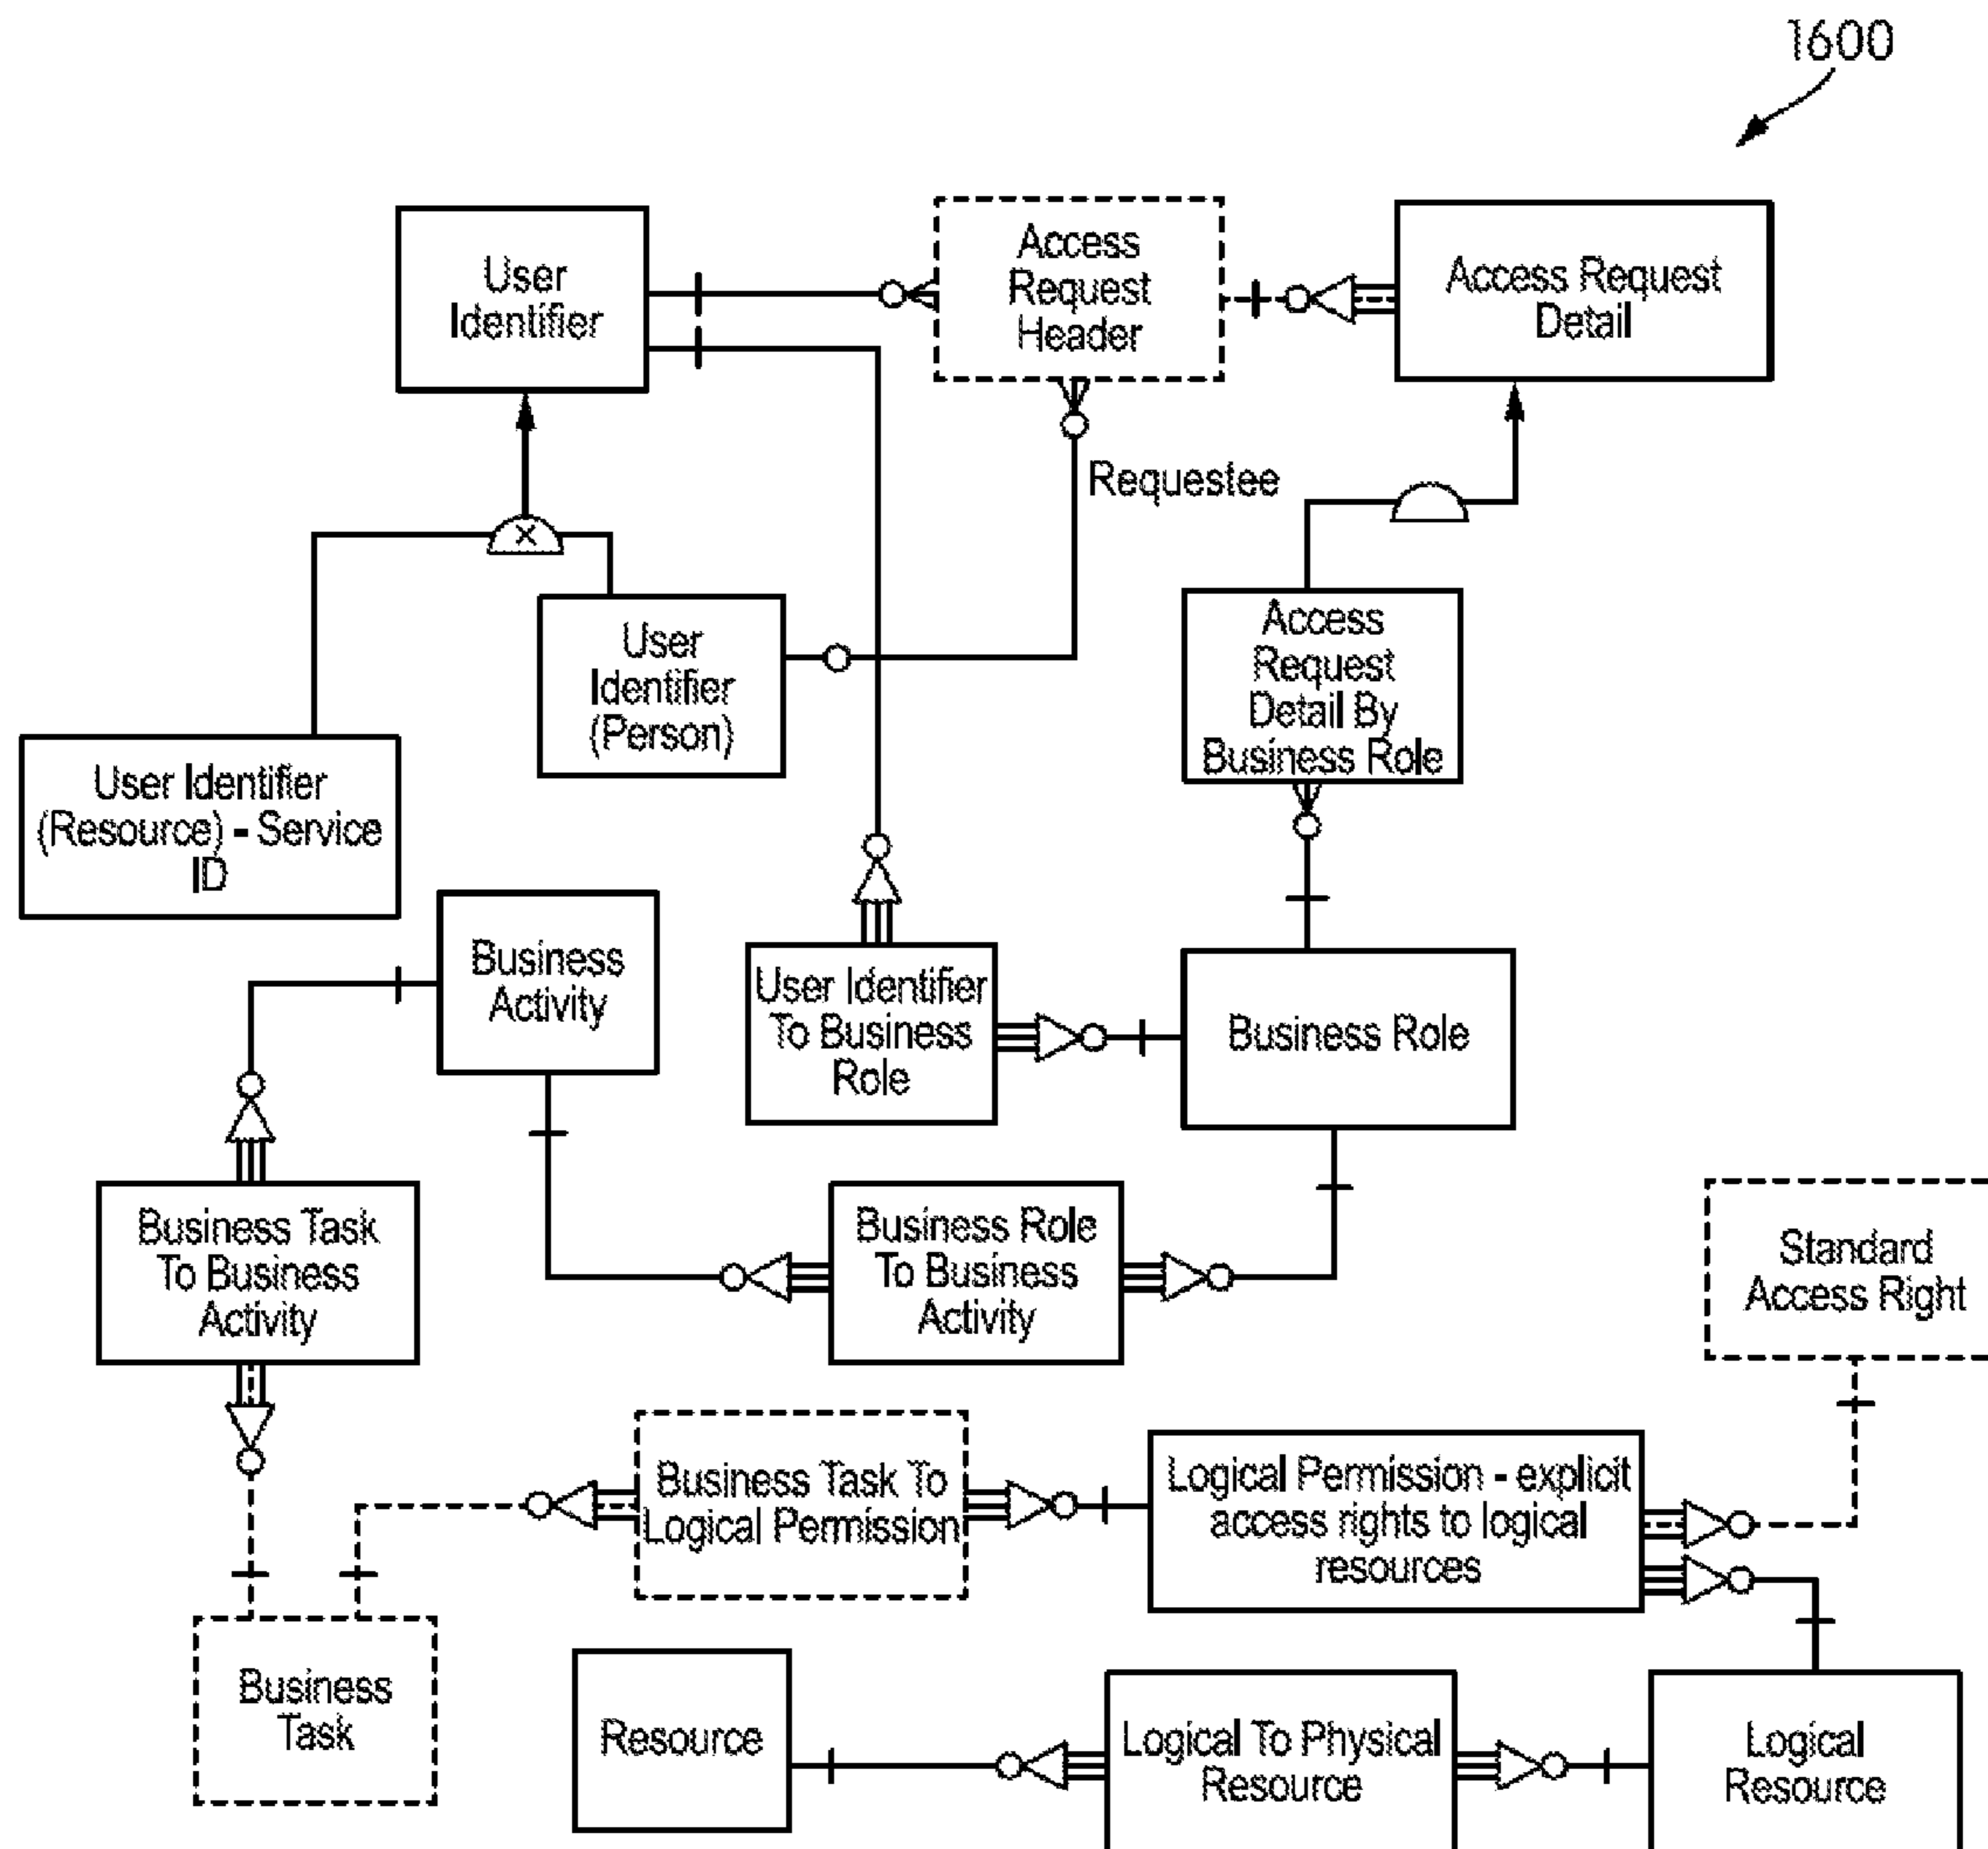 1600
User
Identifier
Access
Request
Header
Access Request
Detail
Requestee
User
Identifier
(Person)
Access
Request
Detail By
Business Role
User Identifier
(Resource) - Service
ID
Business
Activity
User Identifier
To Business
Role
Business Role
Business Task
To Business
Activity
Business Role
To Business
Activity
Standard
Access Right
Business Task To
Logical Permission
Logical Permission - explicit
access rights to logical
resources
Business
Task
Resource
Logical To Physical
Resource
Logical
Resource